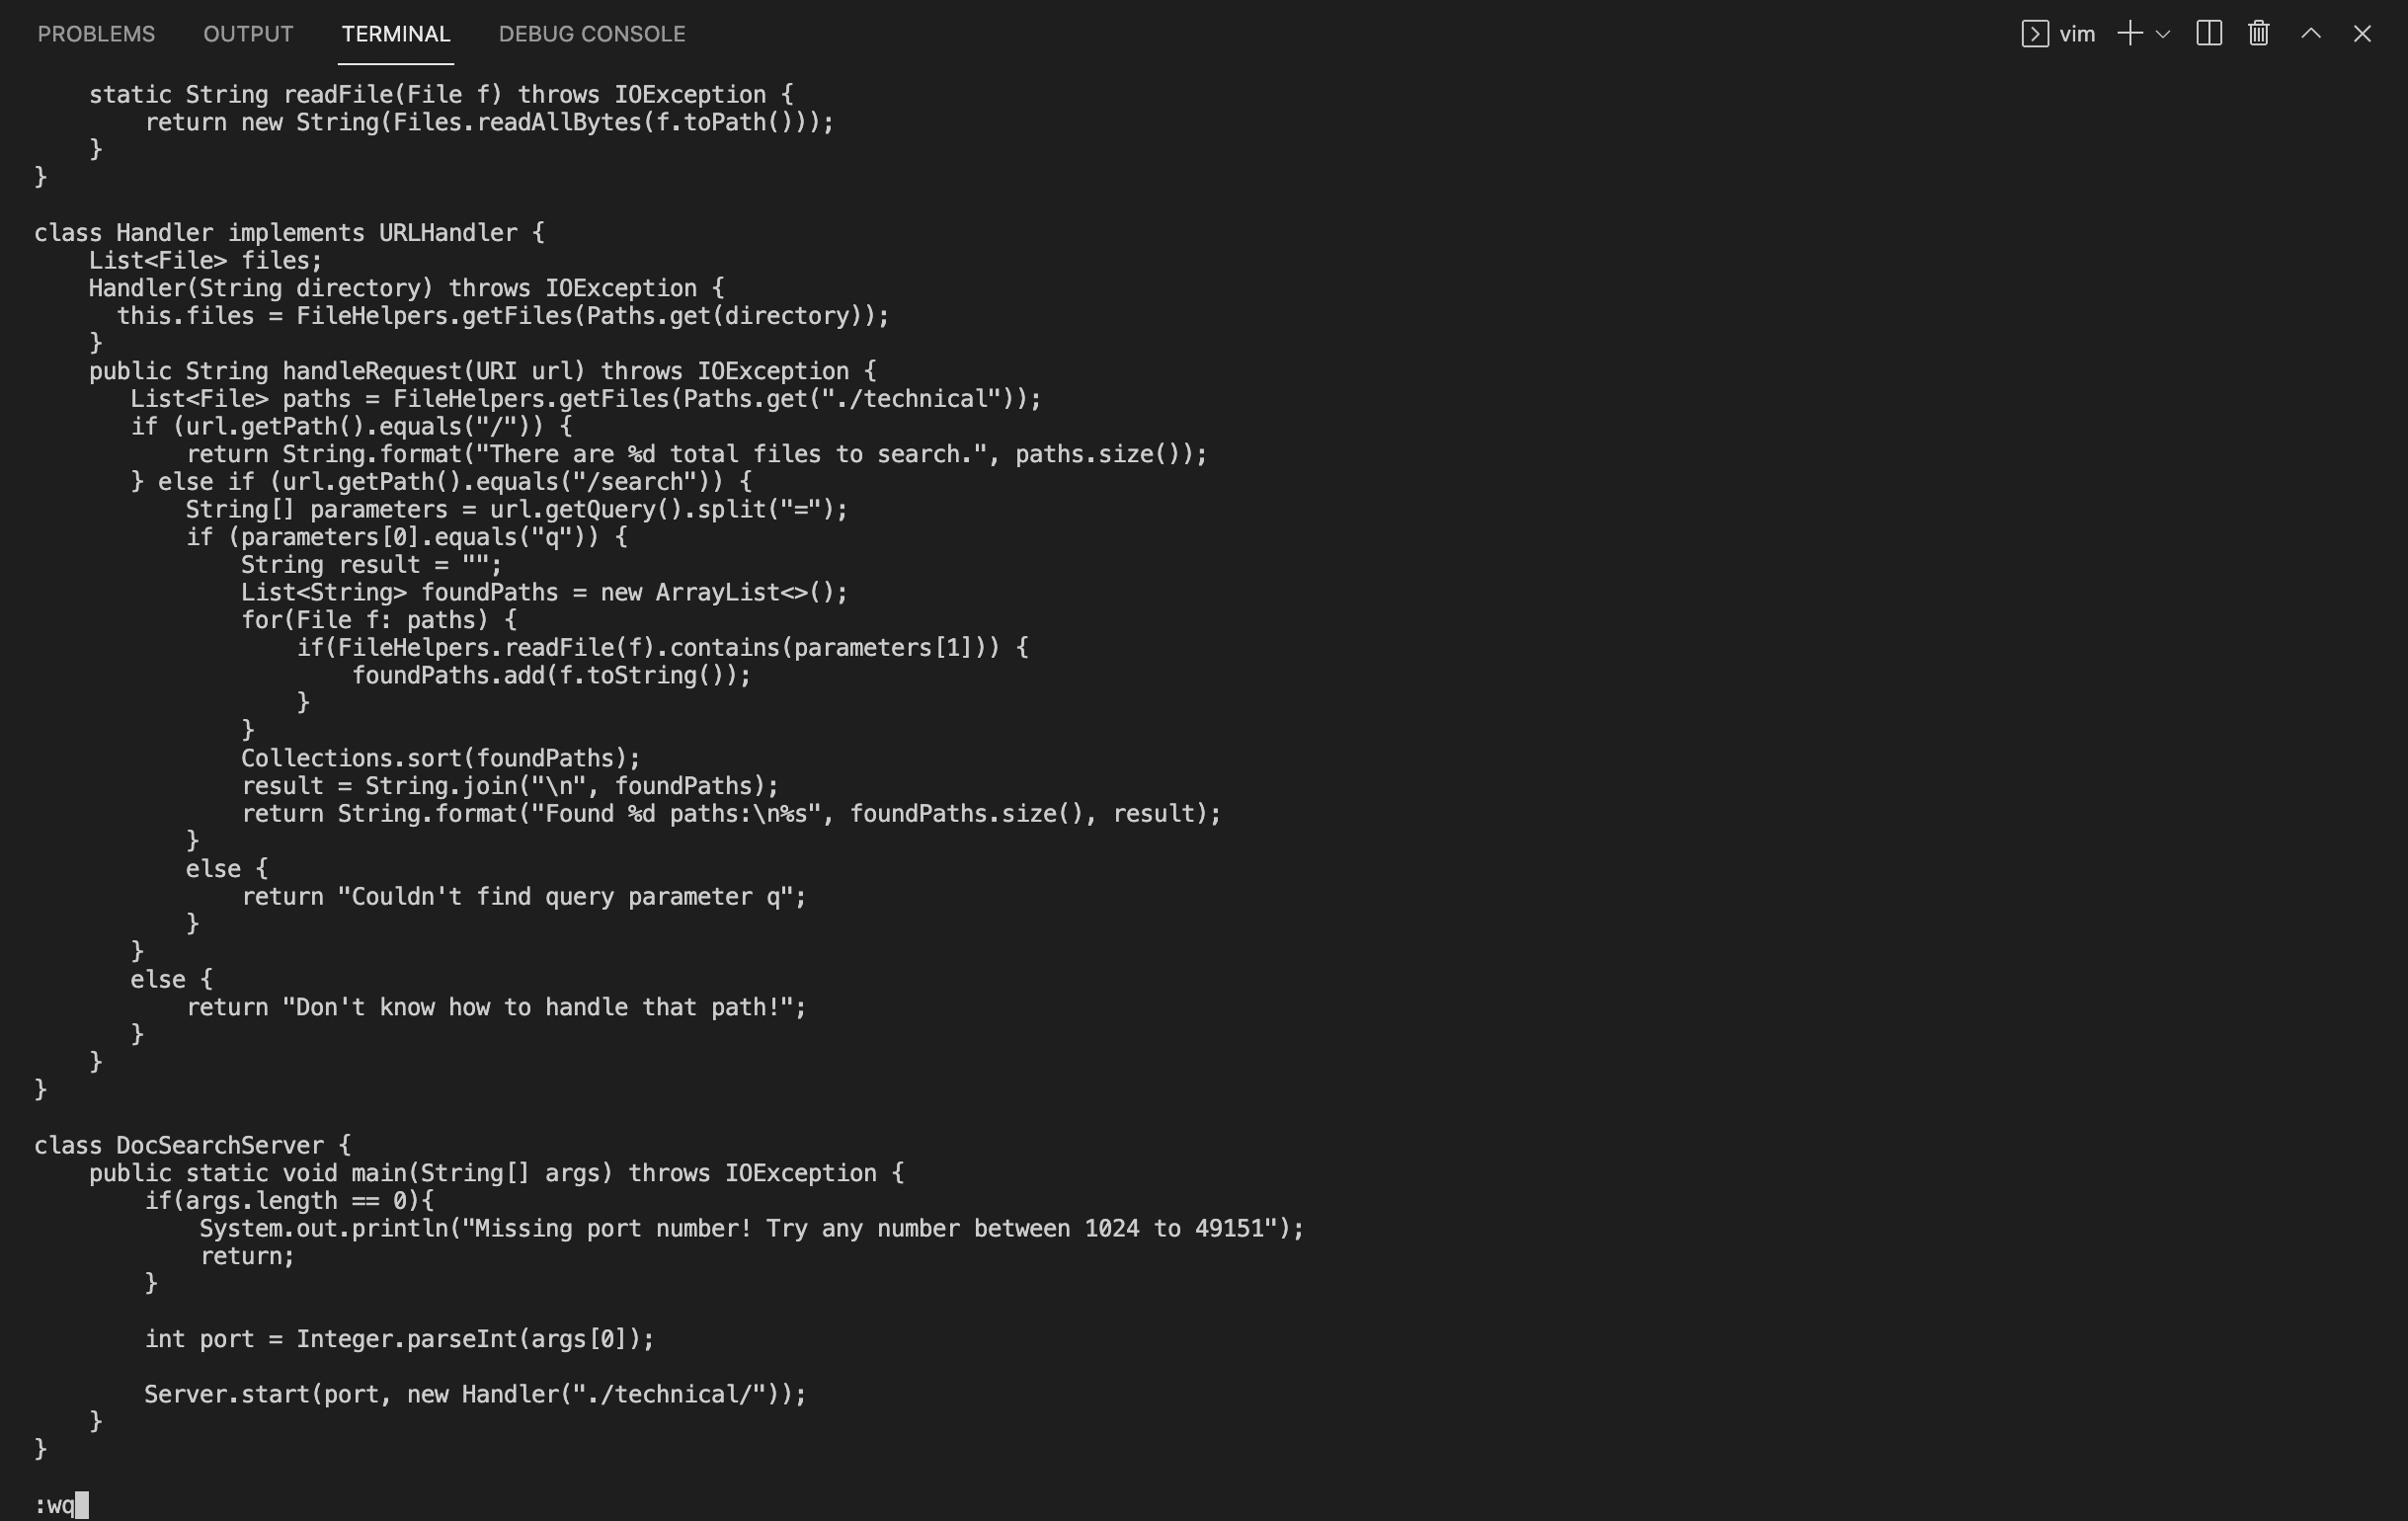 PROBLEMS OUTPUT TERMINAL DEBUG CONSOLE vim
    static String readFile(File f) throws IOException {
        return new String(Files.readAllBytes(f.toPath()));
    }
}

class Handler implements URLHandler {
    List<File> files;
    Handler(String directory) throws IOException {
      this.files = FileHelpers.getFiles(Paths.get(directory));
    }
    public String handleRequest(URI url) throws IOException {
       List<File> paths = FileHelpers.getFiles(Paths.get("./technical"));
       if (url.getPath().equals("/")) {
           return String.format("There are %d total files to search.", paths.size());
       } else if (url.getPath().equals("/search")) {
           String[] parameters = url.getQuery().split("=");
           if (parameters[0].equals("q")) {
               String result = "";
               List<String> foundPaths = new ArrayList<>();
               for(File f: paths) {
                   if(FileHelpers.readFile(f).contains(parameters[1])) {
                       foundPaths.add(f.toString());
                   }
               }
               Collections.sort(foundPaths);
               result = String.join("\n", foundPaths);
               return String.format("Found %d paths:\n%s", foundPaths.size(), result);
           }
           else {
               return "Couldn't find query parameter q";
           }
       }
       else {
           return "Don't know how to handle that path!";
       }
    }
}

class DocSearchServer {
    public static void main(String[] args) throws IOException {
        if(args.length == 0){
            System.out.println("Missing port number! Try any number between 1024 to 49151");
            return;
        }

        int port = Integer.parseInt(args[0]);

        Server.start(port, new Handler("./technical/"));
    }
}

:wq